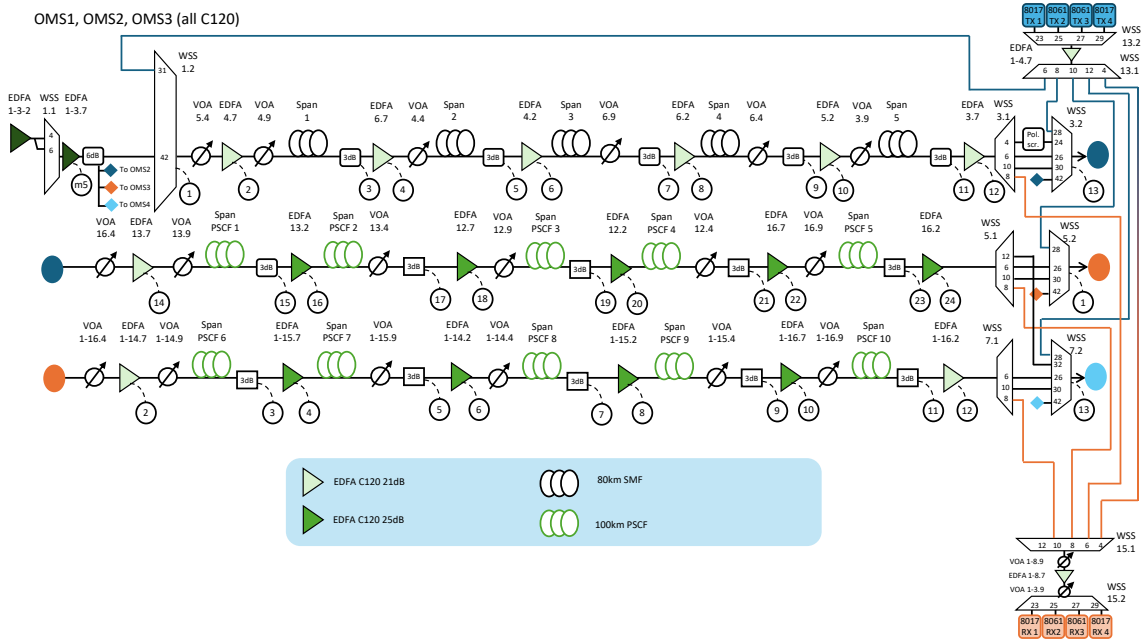 OMS1, OMS2, OMS3 (all C120)
8017 TX 1
8061 TX 2
8061 TX 3
8017 TX 4
23 25 27 29
WSS 13.2
EDFA 1-4.7
WSS 13.1
6 8 10 12 4
WSS 1.2
31
42
EDFA 1-3-2
WSS 1.1
EDFA 1-3.7
4
6
6dB
m5
To OMS2
To OMS3
To OMS4
1
VOA 5.4
EDFA 4.7
VOA 4.9
Span 1
EDFA 6.7
VOA 4.4
Span 2
EDFA 4.2
Span 3
VOA 6.9
EDFA 6.2
Span 4
VOA 6.4
EDFA 5.2
VOA 3.9
Span 5
EDFA 3.7
WSS 3.1
WSS 3.2
3dB 3dB 3dB 3dB 3dB
2 3 4 5 6 7 8 9 10 11 12
4
6
10
8
Pol. scr.
28
24
26
30
42
13
VOA 16.4
EDFA 13.7
VOA 13.9
Span PSCF 1
EDFA 13.2
Span PSCF 2
VOA 13.4
EDFA 12.7
VOA 12.9
Span PSCF 3
EDFA 12.2
Span PSCF 4
VOA 12.4
EDFA 16.7
VOA 16.9
Span PSCF 5
EDFA 16.2
WSS 5.1
WSS 5.2
3dB 3dB 3dB 3dB 3dB
14 15 16 17 18 19 20 21 22 23 24
12
6
10
8
28
26
30
42
1
VOA 1-16.4
EDFA 1-14.7
VOA 1-14.9
Span PSCF 6
EDFA 1-15.7
Span PSCF 7
VOA 1-15.9
EDFA 1-14.2
VOA 1-14.4
Span PSCF 8
EDFA 1-15.2
Span PSCF 9
VOA 1-15.4
EDFA 1-16.7
VOA 1-16.9
Span PSCF 10
EDFA 1-16.2
WSS 7.1
WSS 7.2
3dB 3dB 3dB 3dB 3dB
2 3 4 5 6 7 8 9 10 11 12
6
10
8
28
32
26
30
42
13
EDFA C120 21dB
80km SMF
EDFA C120 25dB
100km PSCF
12 10 8 6 4
WSS 15.1
VOA 1-8.9
EDFA 1-8.7
VOA 1-3.9
WSS 15.2
23 25 27 29
8017 RX 1
8061 RX2
8061 RX3
8017 RX 4